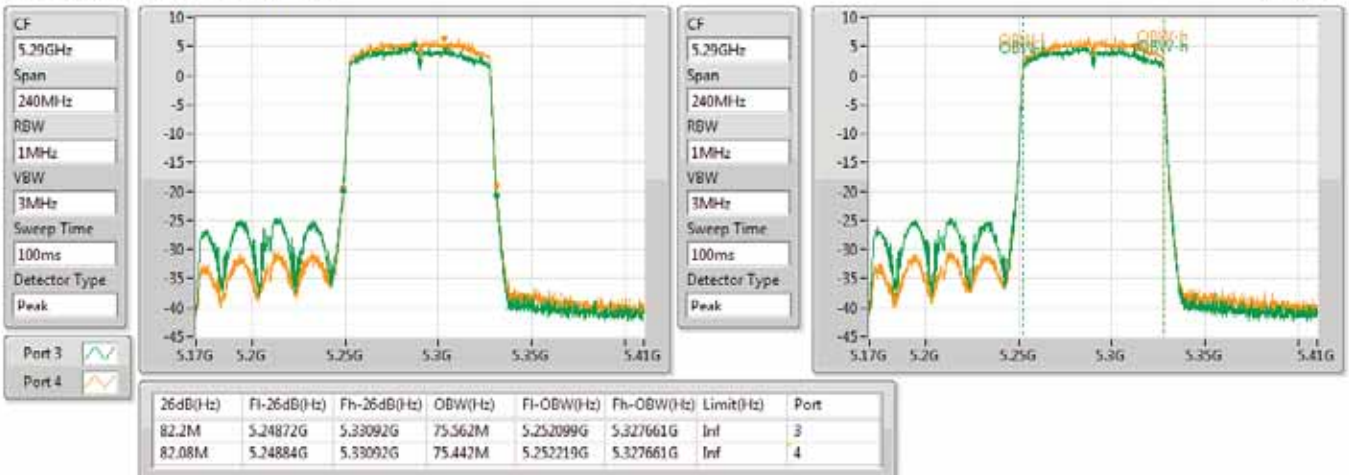 CF
5.29GHz
Span
240MHz
RBW
1MHz
VBW
3MHz
Sweep Time
100ms
Detector Type
Peak
Port 3
Port 4
10
5
0
-5
-10
-15
-20
-25
-30
-35
-40
-45
5.17G 5.2G 5.25G 5.3G 5.35G 5.41G
CF
5.29GHz
Span
240MHz
RBW
1MHz
VBW
3MHz
Sweep Time
100ms
Detector Type
Peak
10
5
0
-5
-10
-15
-20
-25
-30
-35
-40
-45
OBW-h
OBW-h
5.17G 5.2G 5.25G 5.3G 5.35G 5.41G
26dB(Hz) Fl-26dB(Hz) Fh-26dB(Hz) OBW(Hz) Fl-OBW(Hz) Fh-OBW(Hz) Limit(Hz) Port
82.2M 5.24872G 5.33092G 75.562M 5.252099G 5.327661G Inf 3
82.08M 5.24884G 5.33092G 75.442M 5.252219G 5.327661G Inf 4